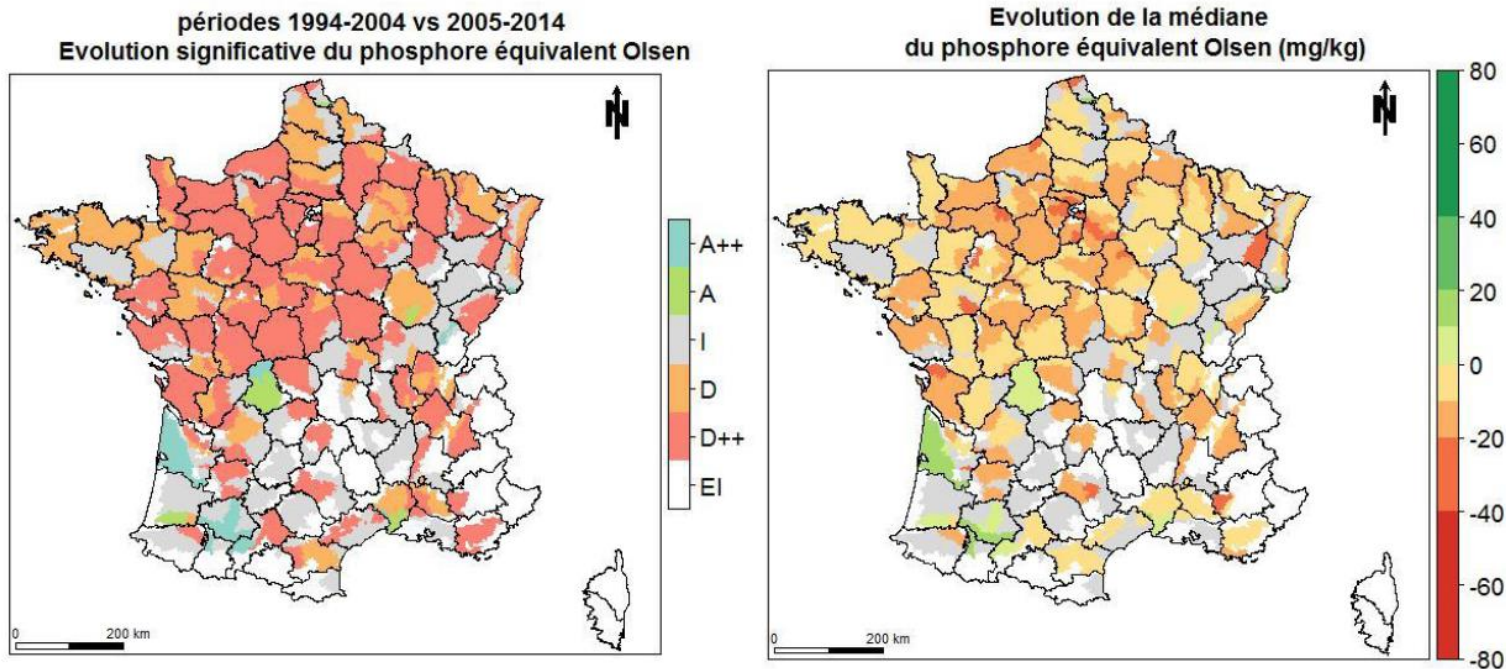 périodes 1994-2004 vs 2005-2014
Evolution significative du phosphore équivalent Olsen
N
A++
A
I
D
D++
EI
0
200 km
Evolution de la médiane
du phosphore équivalent Olsen (mg/kg)
N
80
60
40
20
0
-20
-40
-60
-80
0
200 km